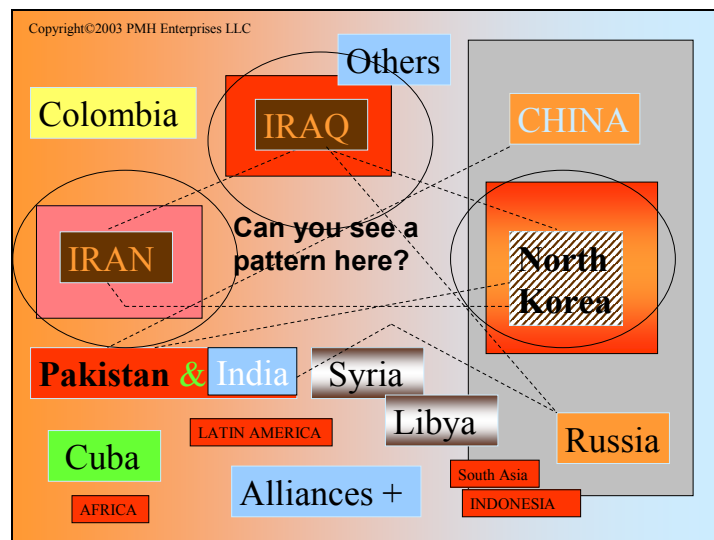 Copyright©2003 PMH Enterprises LLC
Others
Colombia
IRAQ
CHINA
Can you see a
pattern here?
IRAN
North
Korea
Pakistan & India
Syria
Libya
LATIN AMERICA
Russia
Cuba
South Asia
Alliances +
INDONESIA
AFRICA